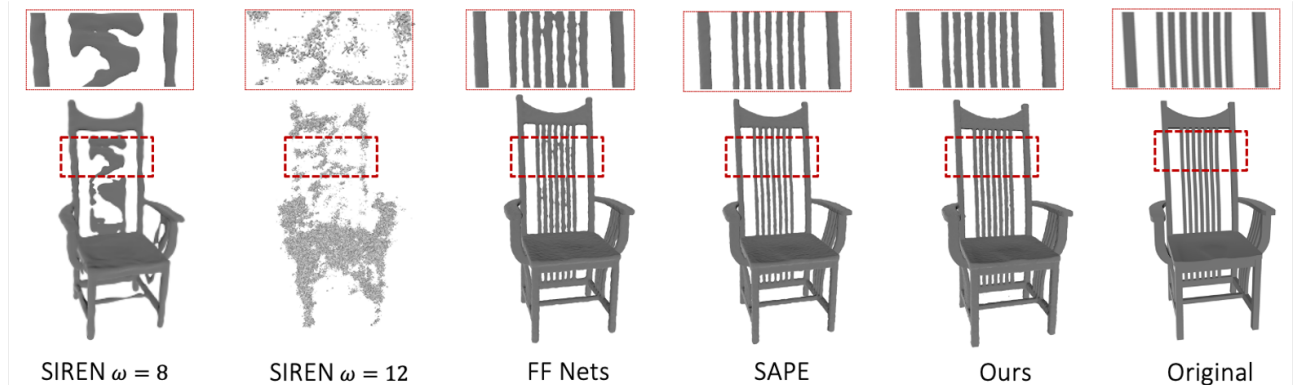 SIREN ω = 8 SIREN ω = 12 FF Nets SAPE Ours Original